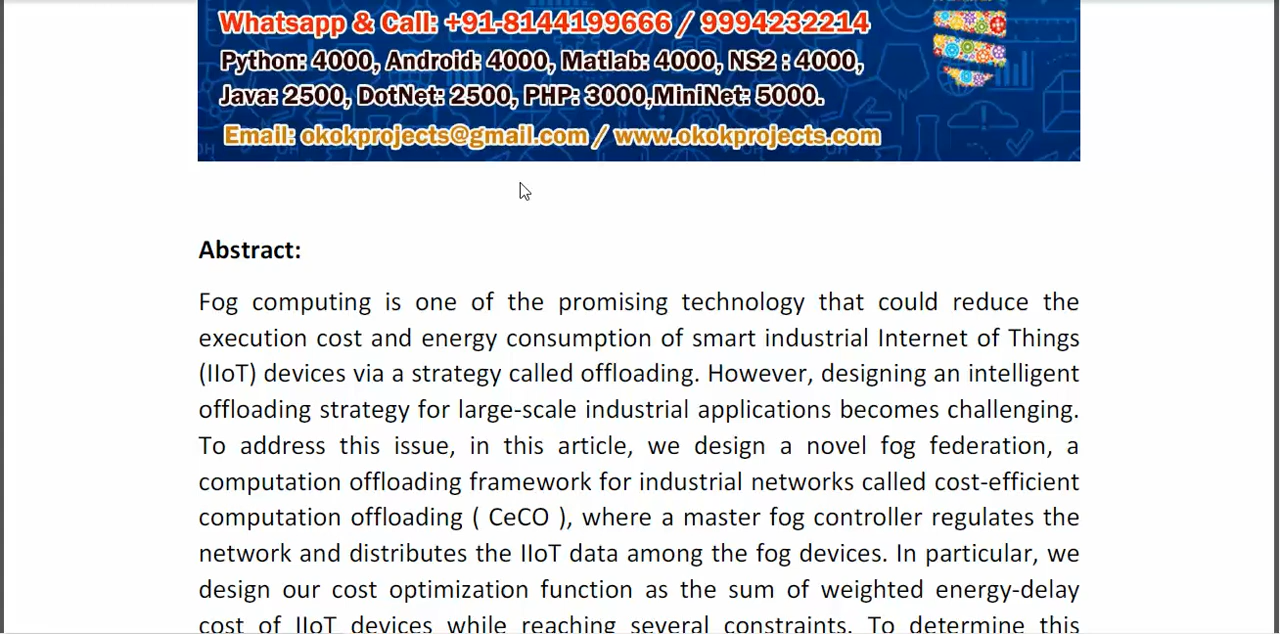 Whatsapp & Call: +91-8144199666 / 9994232214
Python: 4000, Android: 4000, Matlab: 4000, NS2 : 4000,
Java: 2500, DotNet: 2500, PHP: 3000,MiniNet: 5000.
Email: okokprojects@gmail.com / www.okokprojects.com
Abstract:
Fog computing is one of the promising technology that could reduce the
execution cost and energy consumption of smart industrial Internet of Things
(IIoT) devices via a strategy called offloading. However, designing an intelligent
offloading strategy for large-scale industrial applications becomes challenging.
To address this issue, in this article, we design a novel fog federation, a
computation offloading framework for industrial networks called cost-efficient
computation offloading ( CeCO ), where a master fog controller regulates the
network and distributes the IIoT data among the fog devices. In particular, we
design our cost optimization function as the sum of weighted energy-delay
cost of IIoT devices while reaching several constraints. To determine this